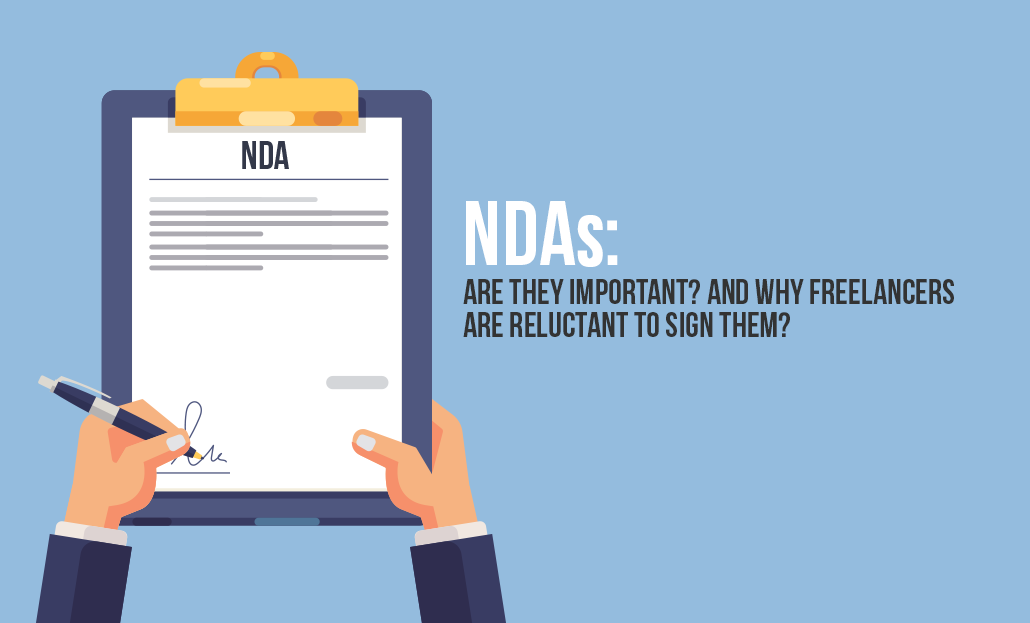 NDA
NDAs:
ARE THEY IMPORTANT? AND WHY FREELANCERS
ARE RELUCTANT TO SIGN THEM?